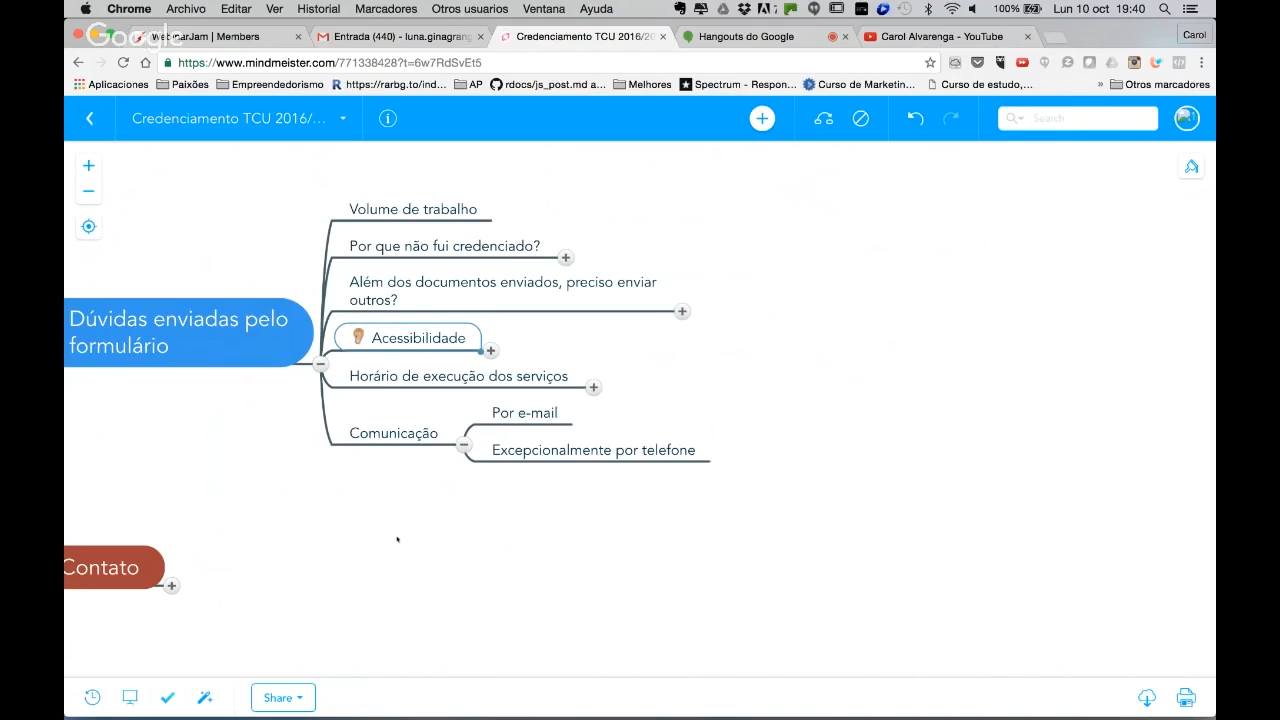 Chrome Archivo Editar Ver Historial Marcadores Otros usuarios Ventana Ayuda 100% Lun 10 oct 19:40
Google
WebinarJam | Members
Entrada (440) - luna.ginagran
Credenciamento TCU 2016/20
Hangouts do Google
Carol Alvarenga - YouTube
Carol
https://www.mindmeister.com/771338428?t=6w7RdSvEt5
Aplicaciones Paixões Empreendedorismo https://rarbg.to/ind... AP rdocs/js_post.md a... Melhores Spectrum - Respon... Curso de Marketin... Curso de estudo,... » Otros marcadores
Credenciamento TCU 2016/...
Search
Volume de trabalho
Por que não fui credenciado?
Além dos documentos enviados, preciso enviar
outros?
Dúvidas enviadas pelo
formulário
Acessibilidade
Horário de execução dos serviços
Comunicação
Por e-mail
Excepcionalmente por telefone
Contato
Share